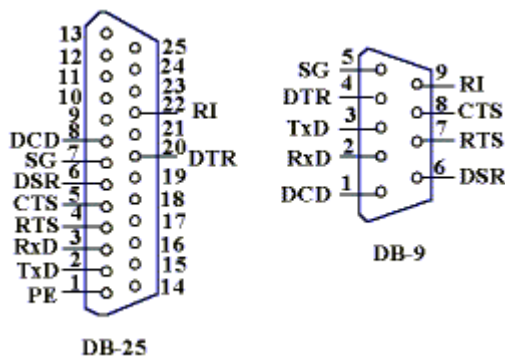 13
12
11
10
9
DCD 8
SG 7
DSR 6
CTS 5
RTS 4
RxD 3
TxD 2
PE 1
25
24
23
22 RI
21
20 DTR
19
18
17
16
15
14
DB-25
SG 5
DTR 4
TxD 3
RxD 2
DCD 1
9 RI
8 CTS
7 RTS
6 DSR
DB-9